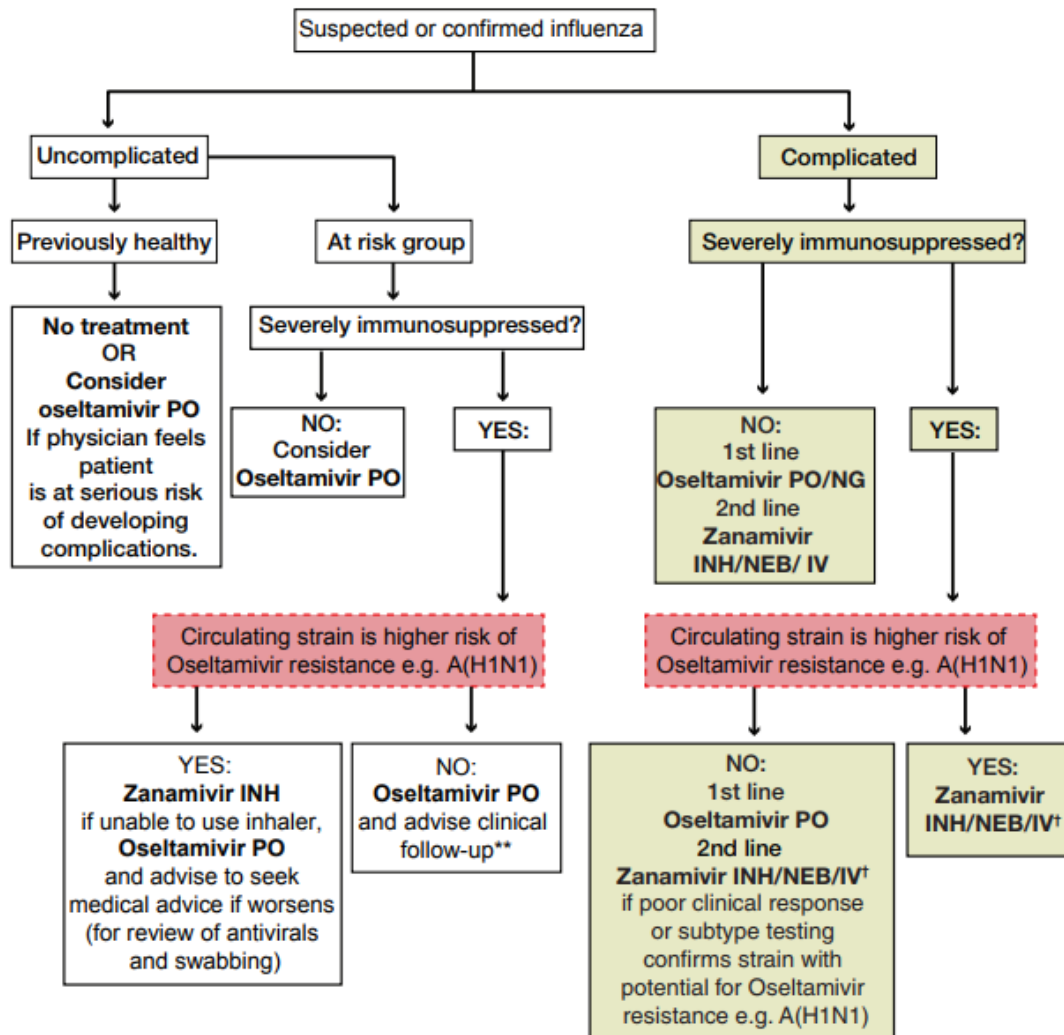 Suspected or confirmed influenza
Uncomplicated
Complicated
Previously healthy
At risk group
Severely immunosuppressed?
No treatment
OR
Consider
oseltamivir PO
If physician feels
patient
is at serious risk
of developing
complications.
Severely immunosuppressed?
NO:
Consider
Oseltamivir PO
YES:
NO:
1st line
Oseltamivir PO/NG
2nd line
Zanamivir
INH/NEB/ IV
YES:
Circulating strain is higher risk of
Oseltamivir resistance e.g. A(H1N1)
Circulating strain is higher risk of
Oseltamivir resistance e.g. A(H1N1)
YES:
Zanamivir INH
if unable to use inhaler,
Oseltamivir PO
and advise to seek
medical advice if worsens
(for review of antivirals
and swabbing)
NO:
Oseltamivir PO
and advise clinical
follow-up**
NO:
1st line
Oseltamivir PO
2nd line
Zanamivir INH/NEB/IV†
if poor clinical response
or subtype testing
confirms strain with
potential for Oseltamivir
resistance e.g. A(H1N1)
YES:
Zanamivir
INH/NEB/IV†